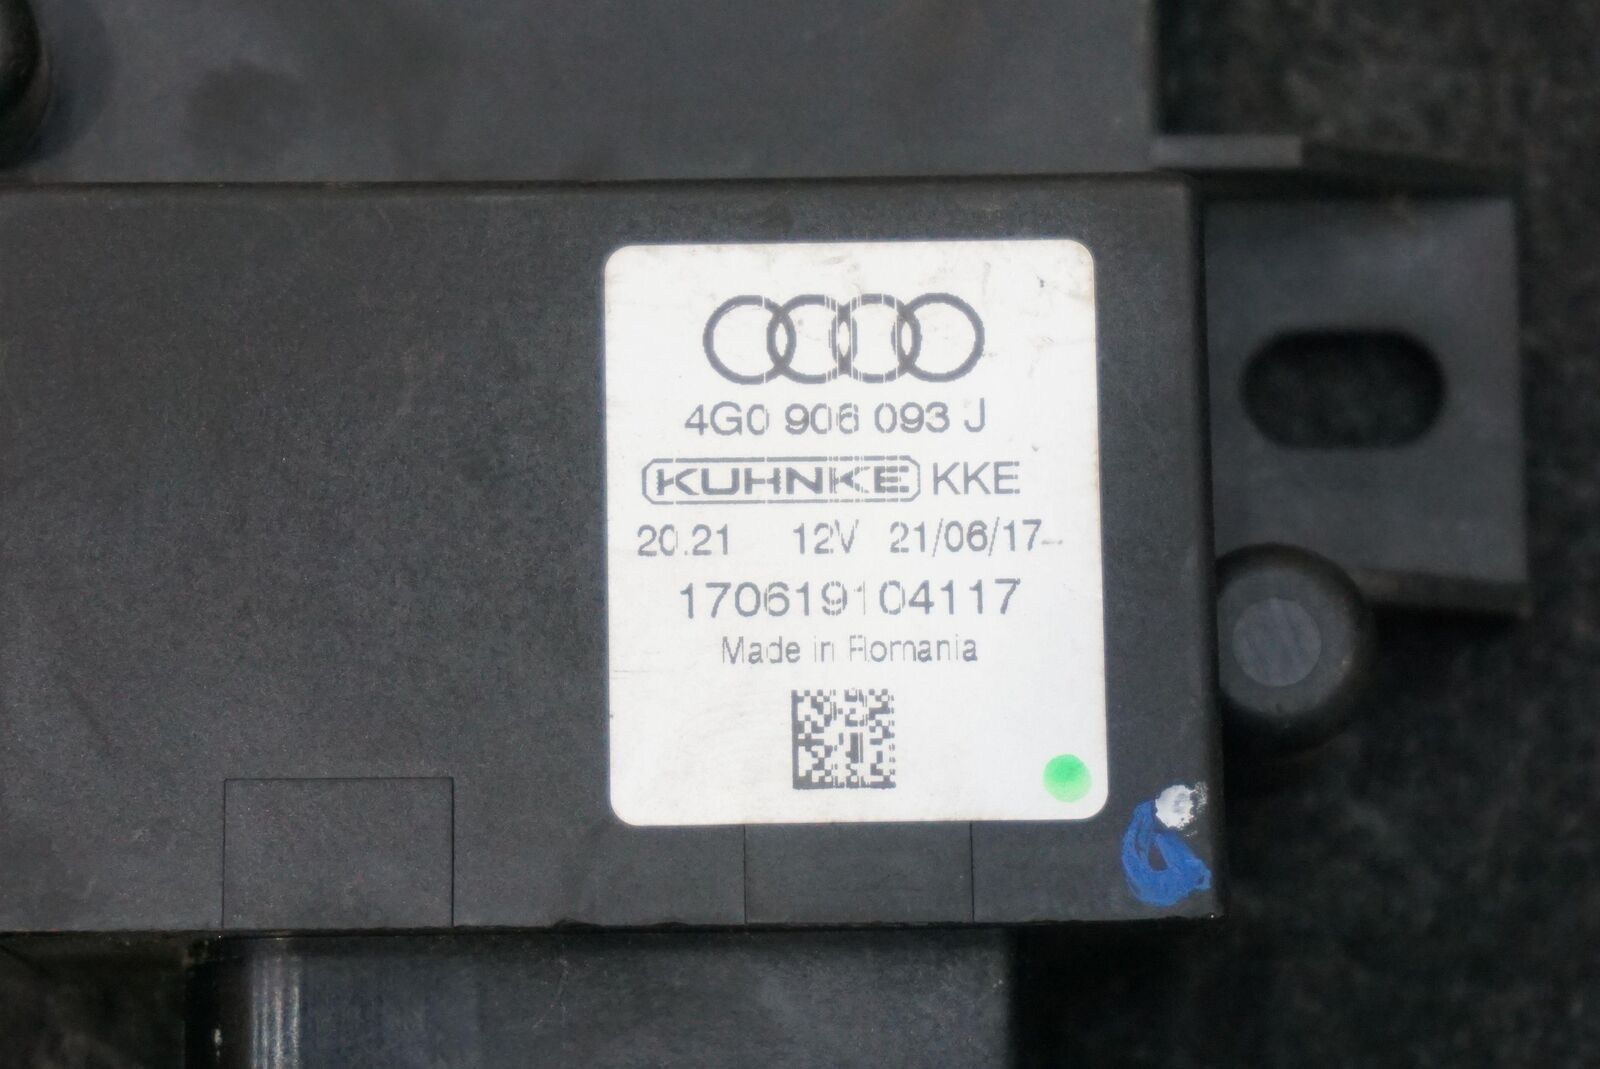 4G0 906 093 J
KUHNKE KKE
20.21 12V 21/06/17
170619104117
Made in Romania